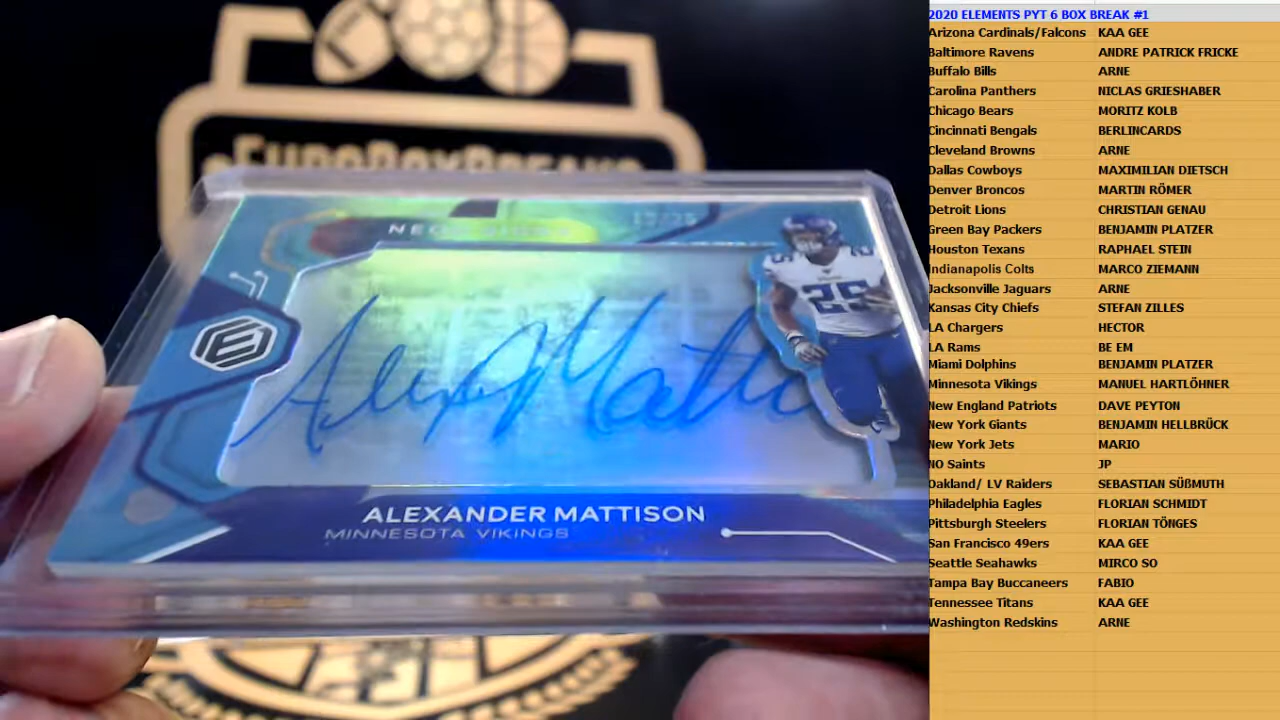 2020 ELEMENTS PYT 6 BOX BREAK #1
Arizona Cardinals/Falcons KAA GEE
Baltimore Ravens ANDRE PATRICK FRICKE
Buffalo Bills ARNE
Carolina Panthers NICLAS GRIESHABER
Chicago Bears MORITZ KOLB
Cincinnati Bengals BERLINCARDS
Cleveland Browns ARNE
Dallas Cowboys MAXIMILIAN DIETSCH
Denver Broncos MARTIN RÖMER
Detroit Lions CHRISTIAN GENAU
Green Bay Packers BENJAMIN PLATZER
Houston Texans RAPHAEL STEIN
Indianapolis Colts MARCO ZIEMANN
Jacksonville Jaguars ARNE
Kansas City Chiefs STEFAN ZILLES
LA Chargers HECTOR
LA Rams BE EM
Miami Dolphins BENJAMIN PLATZER
Minnesota Vikings MANUEL HARTLÖHNER
New England Patriots DAVE PEYTON
New York Giants BENJAMIN HELLBRÜCK
New York Jets MARIO
NO Saints JP
Oakland/ LV Raiders SEBASTIAN SÜßMUTH
Philadelphia Eagles FLORIAN SCHMIDT
Pittsburgh Steelers FLORIAN TÖNGES
San Francisco 49ers KAA GEE
Seattle Seahawks MIRCO SO
Tampa Bay Buccaneers FABIO
Tennessee Titans KAA GEE
Washington Redskins ARNE
eEuroBoxBreaks
NEON SIGNS
25
Alex Matti
ALEXANDER MATTISON
MINNESOTA VIKINGS